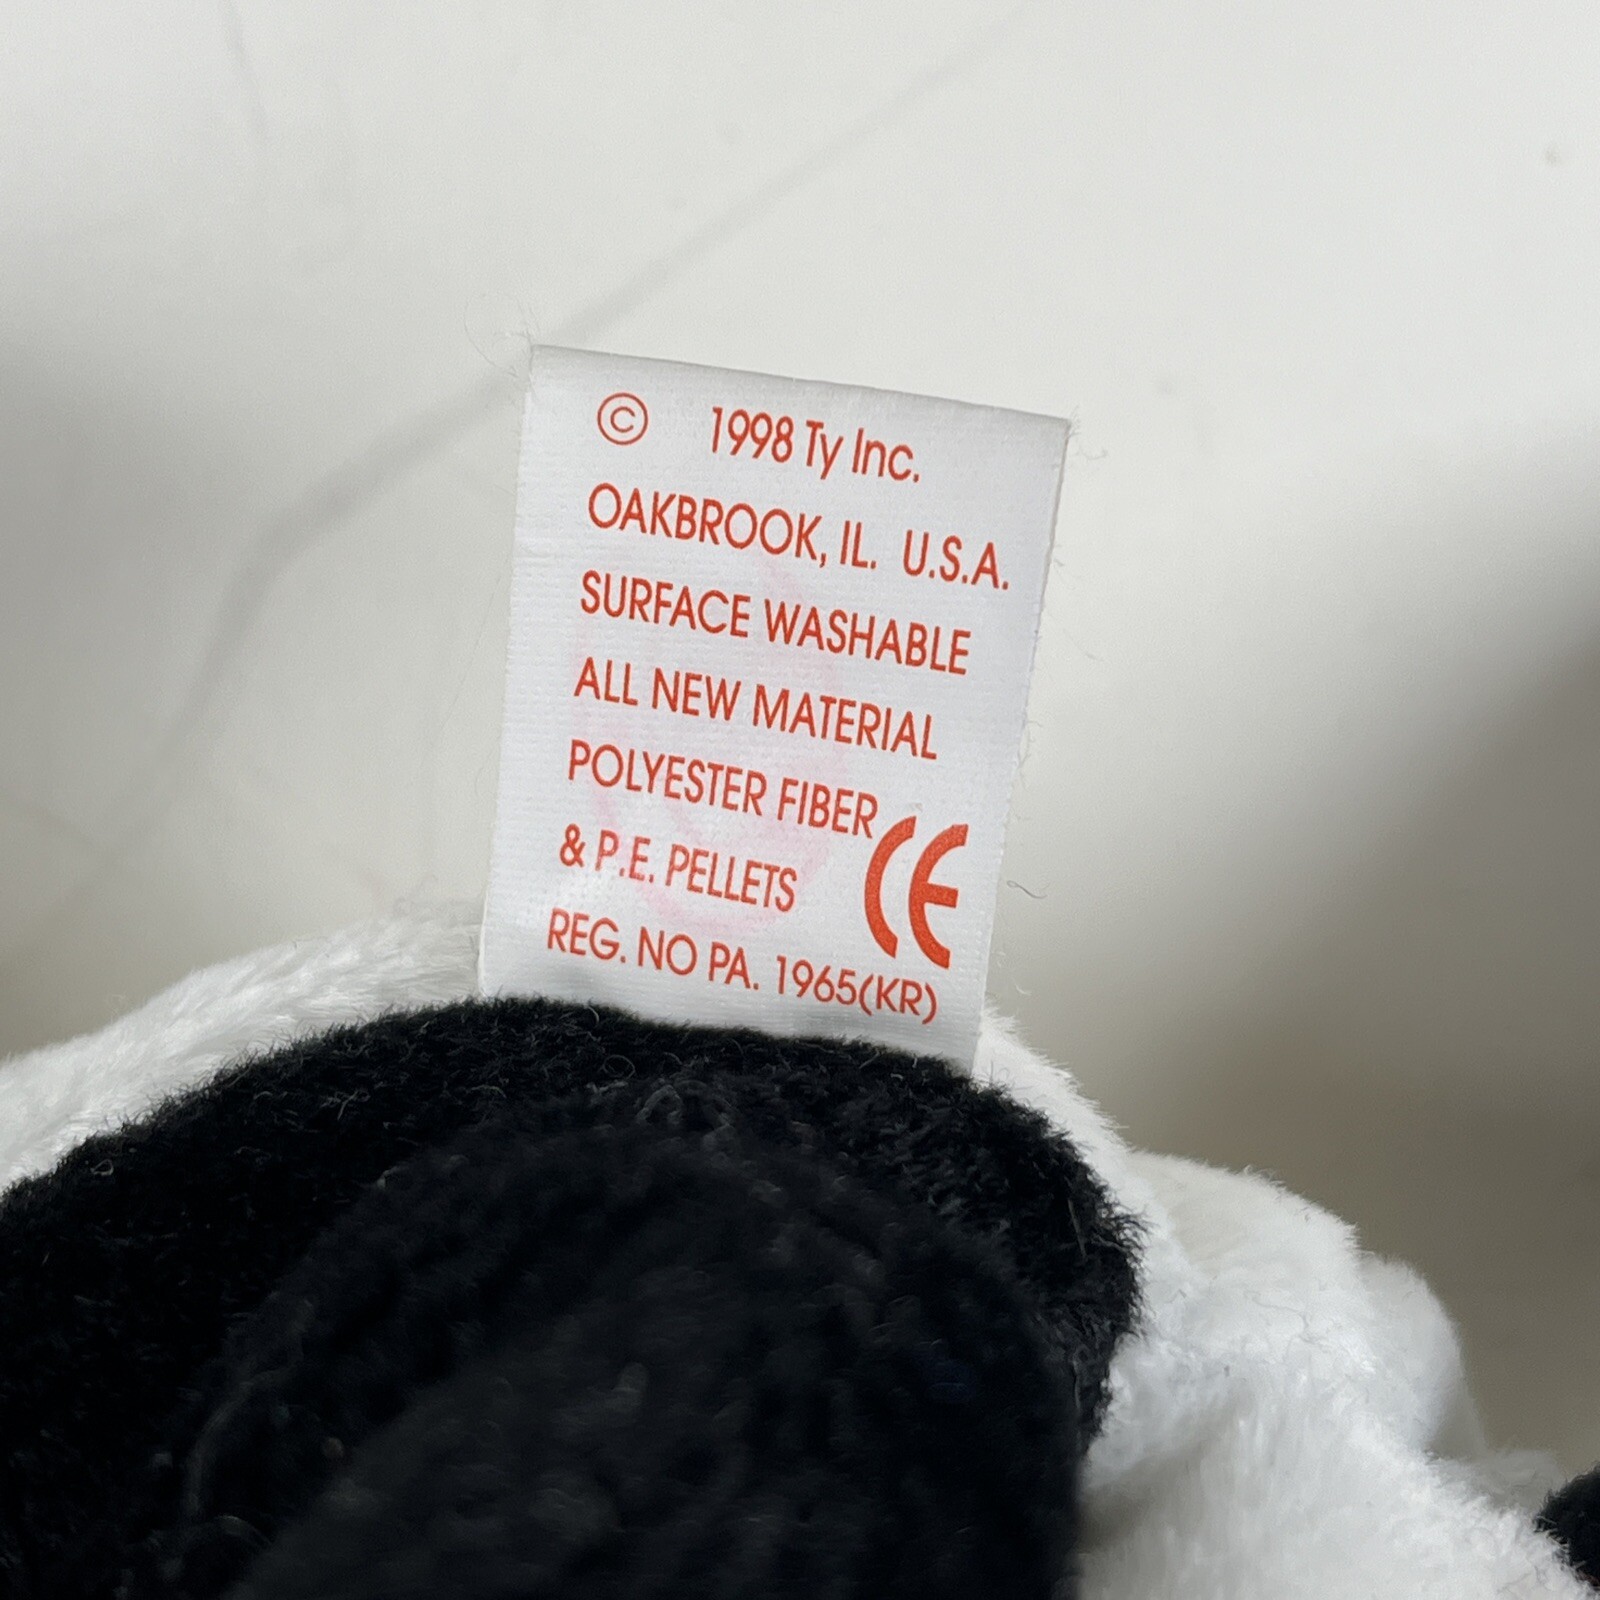 © 1998 Ty Inc.
OAKBROOK, IL. U.S.A.
SURFACE WASHABLE
ALL NEW MATERIAL
POLYESTER FIBER
& P.E. PELLETS CE
REG. NO PA. 1965(KR)